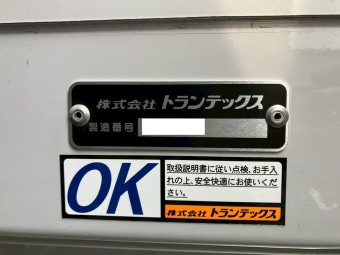 株式会社 トランテックス
製造番号
OK
取扱説明書に従い点検、お手入
れの上、安全快適にお使いくだ
さい。
株式会社 トランテックス